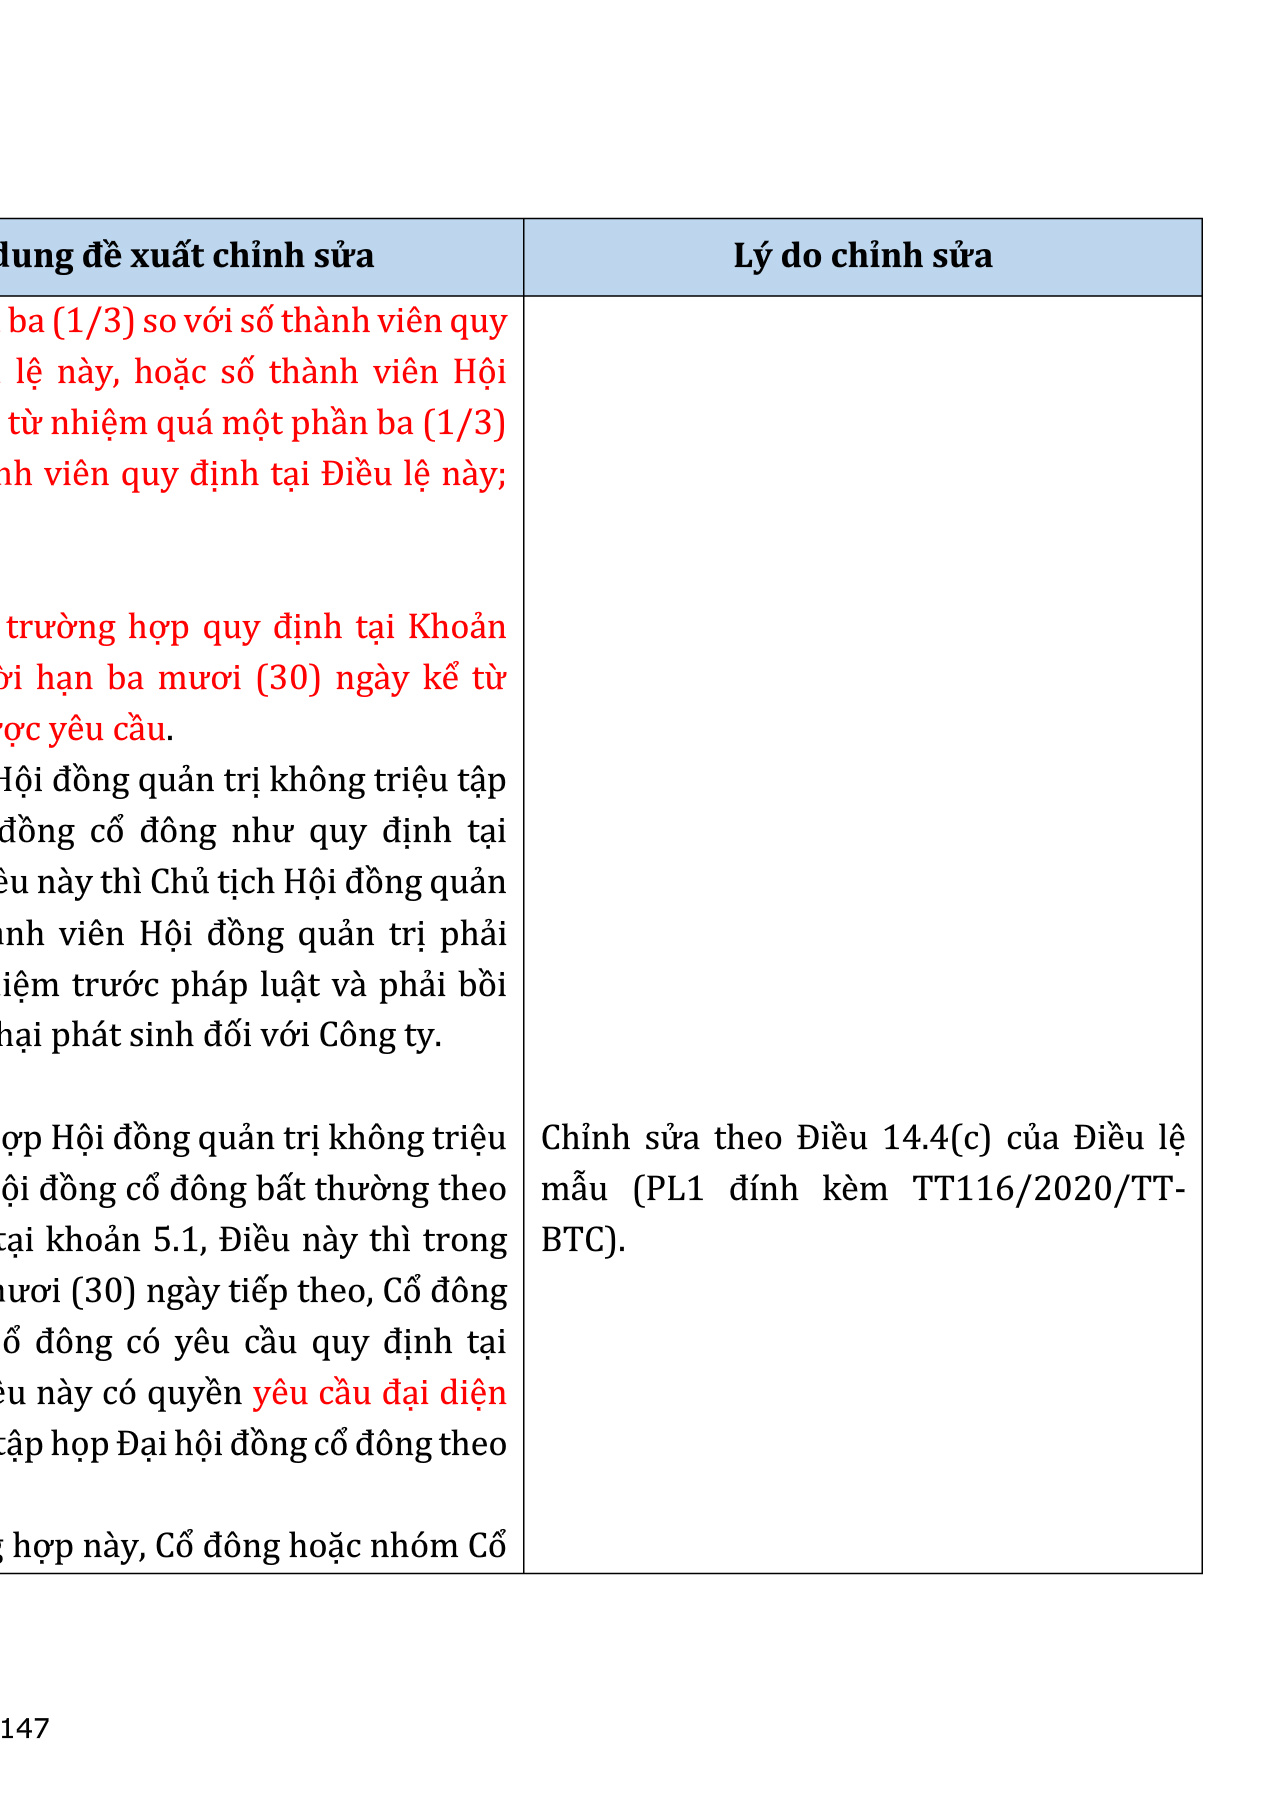 dung đề xuất chỉnh sửa
Lý do chỉnh sửa
ba (1/3) so với số thành viên quy
lệ này, hoặc số thành viên Hội
từ nhiệm quá một phần ba (1/3)
nh viên quy định tại Điều lệ này;
trường hợp quy định tại Khoản
ời hạn ba mươi (30) ngày kể từ
ược yêu cầu.
Hội đồng quản trị không triệu tập
đồng cổ đông như quy định tại
ều này thì Chủ tịch Hội đồng quản
ành viên Hội đồng quản trị phải
iệm trước pháp luật và phải bồi
hại phát sinh đối với Công ty.
ợp Hội đồng quản trị không triệu
ội đồng cổ đông bất thường theo
tại khoản 5.1, Điều này thì trong
mươi (30) ngày tiếp theo, Cổ đông
ổ đông có yêu cầu quy định tại
ều này có quyền yêu cầu đại diện
tập họp Đại hội đồng cổ đông theo
g hợp này, Cổ đông hoặc nhóm Cổ
Chỉnh sửa theo Điều 14.4(c) của Điều lệ
mẫu (PL1 đính kèm TT116/2020/TT-
BTC).
147